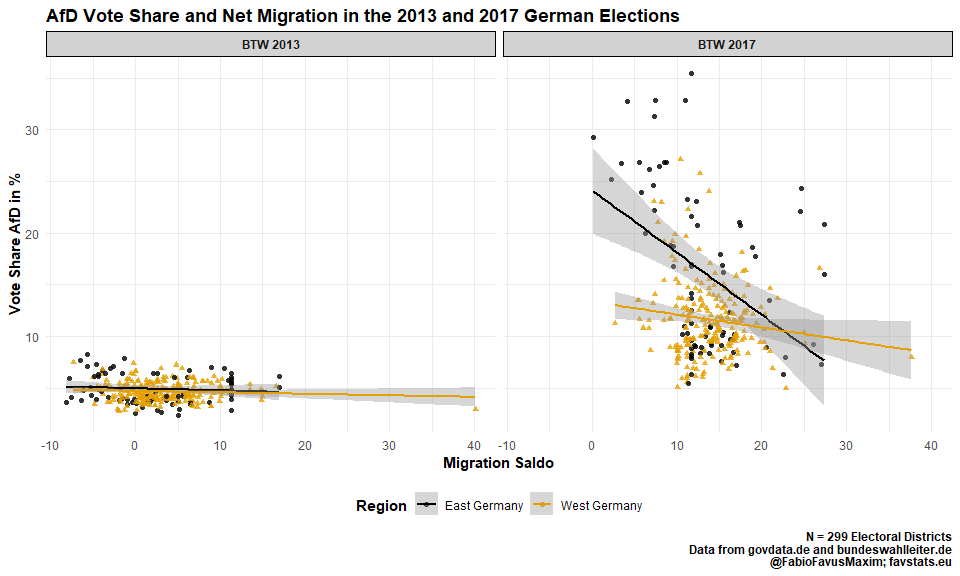 AfD Vote Share and Net Migration in the 2013 and 2017 German Elections
BTW 2013
BTW 2017
Vote Share AfD in %
30
20
10
-10 0 10 20 30 40
-10 0 10 20 30 40
Migration Saldo
Region East Germany West Germany
N = 299 Electoral Districts
Data from govdata.de and bundeswahlleiter.de
@FabioFavusMaxim; favstats.eu